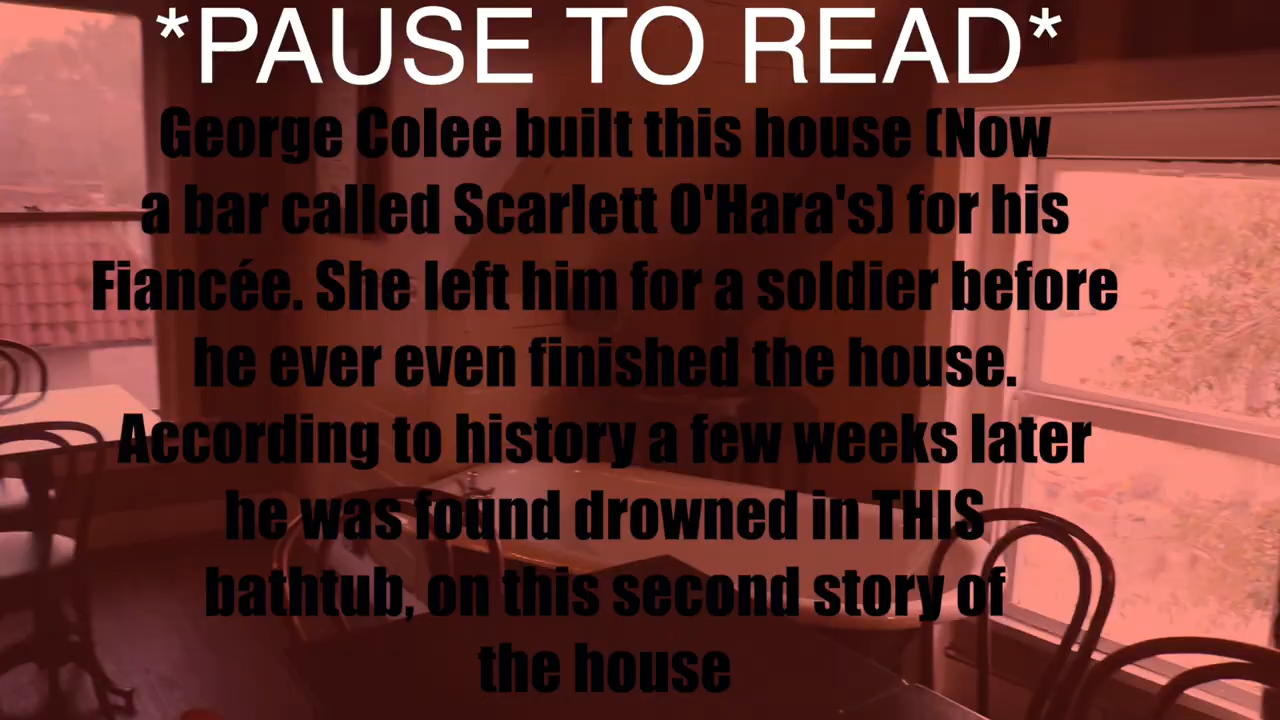 *PAUSE TO READ*
George Colee built this house (Now
a bar called Scarlett O'Hara's) for his
Fiancée. She left him for a soldier before
he ever even finished the house.
According to history a few weeks later
he was found drowned in THIS
bathtub, on this second story of
the house